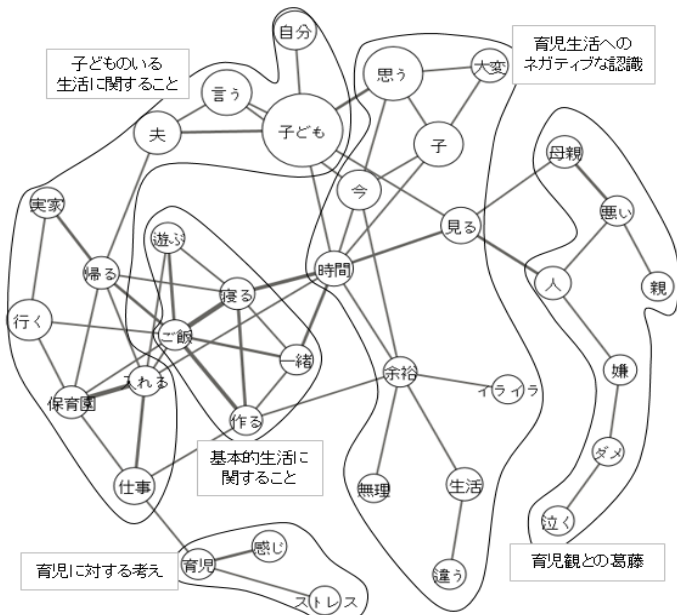 自分
子どものいる
生活に関すること
育児生活への
ネガティブな認識
思う
大変
言う
子ども
夫
子
母親
今
実家
悪い
見る
遊ぶ
帰る
時間
人
親
寝る
行く
ご飯
一緒
入れる
余裕
嫌
イライラ
保育園
作る
ダメ
基本的生活に
関すること
仕事
無理
生活
泣く
感じ
育児
育児に対する考え
違う
育児観との葛藤
ストレス